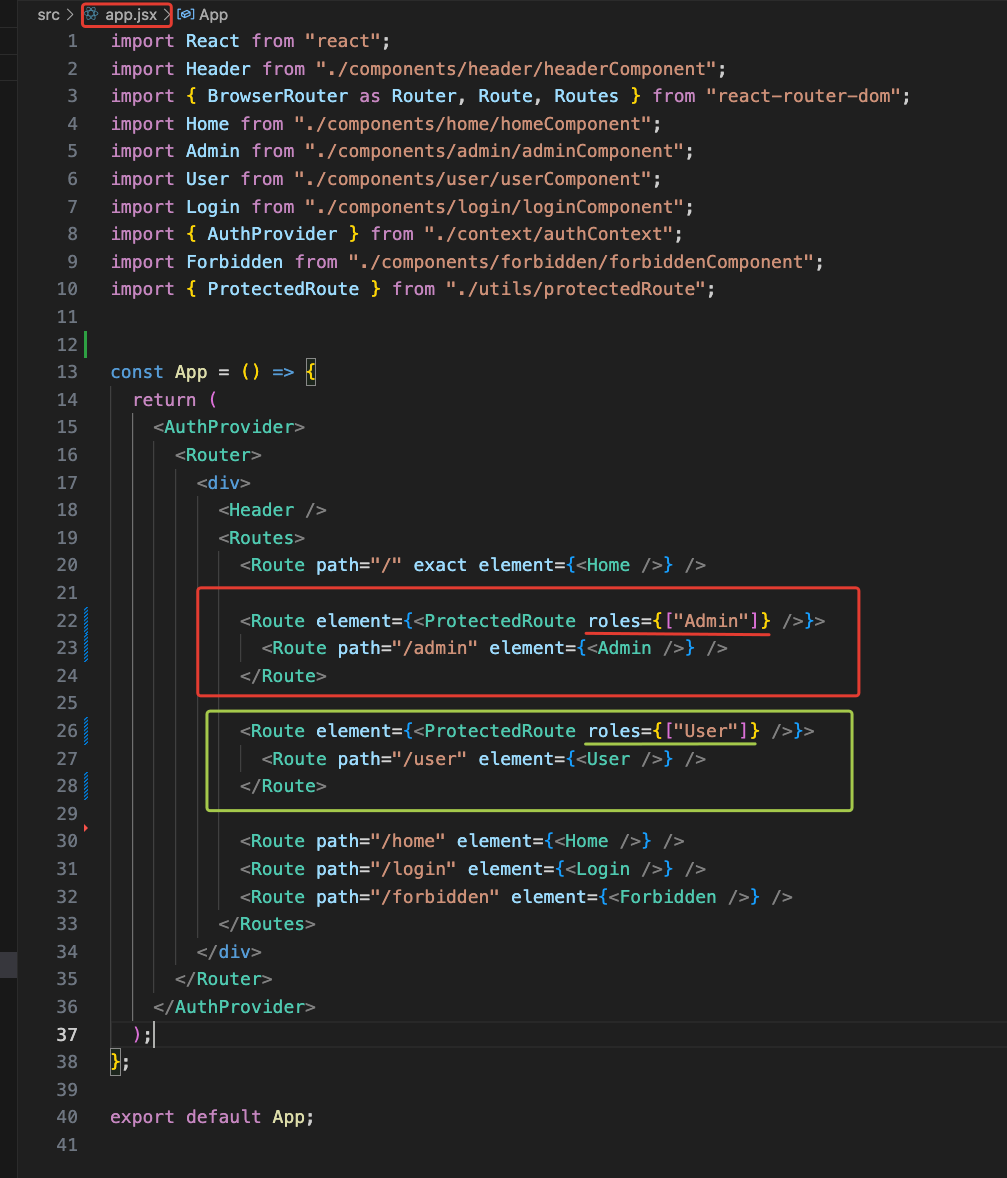 src > app.jsx > App
1 import React from "react";
2 import Header from "./components/header/headerComponent";
3 import { BrowserRouter as Router, Route, Routes } from "react-router-dom";
4 import Home from "./components/home/homeComponent";
5 import Admin from "./components/admin/adminComponent";
6 import User from "./components/user/userComponent";
7 import Login from "./components/login/loginComponent";
8 import { AuthProvider } from "./context/authContext";
9 import Forbidden from "./components/forbidden/forbiddenComponent";
10 import { ProtectedRoute } from "./utils/protectedRoute";
11
12
13 const App = () => {
14   return (
15     <AuthProvider>
16       <Router>
17         <div>
18           <Header />
19           <Routes>
20             <Route path="/" exact element={<Home />} />
21
22             <Route element={<ProtectedRoute roles={["Admin"]} />}>
23               <Route path="/admin" element={<Admin />} />
24             </Route>
25
26             <Route element={<ProtectedRoute roles={["User"]} />}>
27               <Route path="/user" element={<User />} />
28             </Route>
29
30             <Route path="/home" element={<Home />} />
31             <Route path="/login" element={<Login />} />
32             <Route path="/forbidden" element={<Forbidden />} />
33           </Routes>
34         </div>
35       </Router>
36     </AuthProvider>
37   );
38 };
39
40 export default App;
41